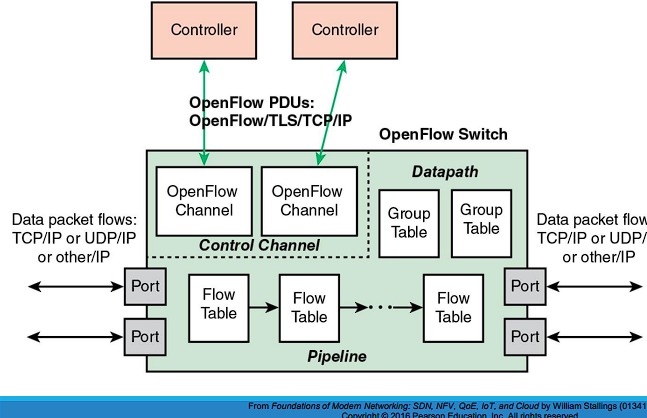 Controller
Controller
OpenFlow PDUs:
OpenFlow/TLS/TCP/IP
OpenFlow Switch
OpenFlow
Channel
OpenFlow
Channel
Control Channel
Datapath
Group
Table
Group
Table
Data packet flows:
TCP/IP or UDP/IP
or other/IP
Data packet flow
TCP/IP or UDP/
or other/IP
Port
Port
Port
Port
Flow
Table
Flow
Table
Flow
Table
Pipeline
From Foundations of Modern Networking: SDN, NFV, QoE, IoT, and Cloud by William Stallings (01341
Copyright © 2016 Pearson Education, Inc. All rights reserved